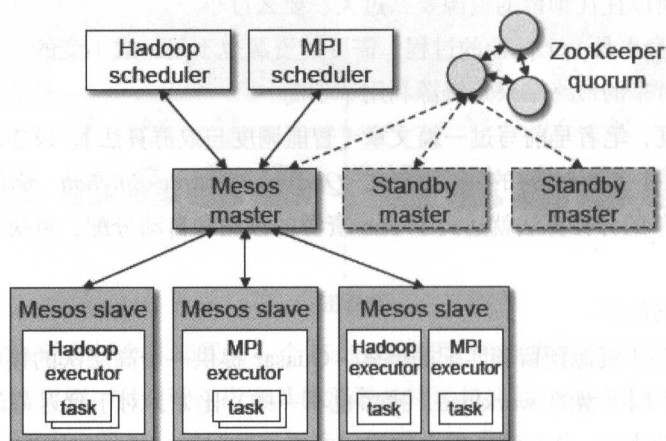 Hadoop
scheduler
MPI
scheduler
ZooKeeper
quorum
Mesos
master
Standby
master
Standby
master
Mesos slave
Hadoop
executor
task
Mesos slave
MPI
executor
task
Mesos slave
Hadoop
executor
task
MPI
executor
task